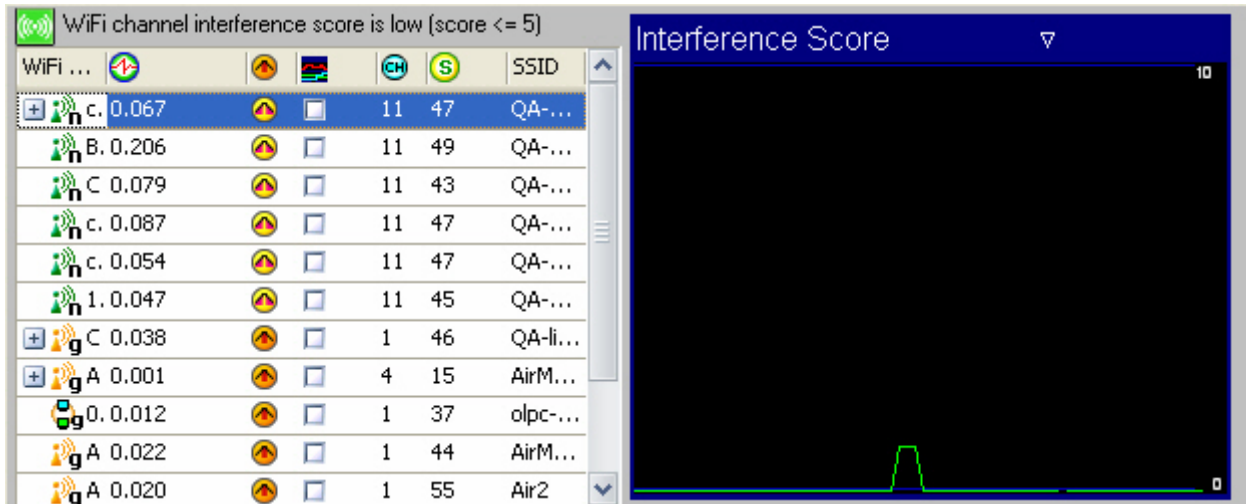 WiFi channel interference score is low (score <= 5)
WiFi ... CH S SSID
n c. 0.067 11 47 QA-...
n B. 0.206 11 49 QA-...
n C 0.079 11 43 QA-...
n c. 0.087 11 47 QA-...
n c. 0.054 11 47 QA-...
n 1. 0.047 11 45 QA-...
g C 0.038 1 46 QA-li...
g A 0.001 4 15 AirM...
g 0. 0.012 1 37 olpc-...
g A 0.022 1 44 AirM...
g A 0.020 1 55 Air2
Interference Score
10
0